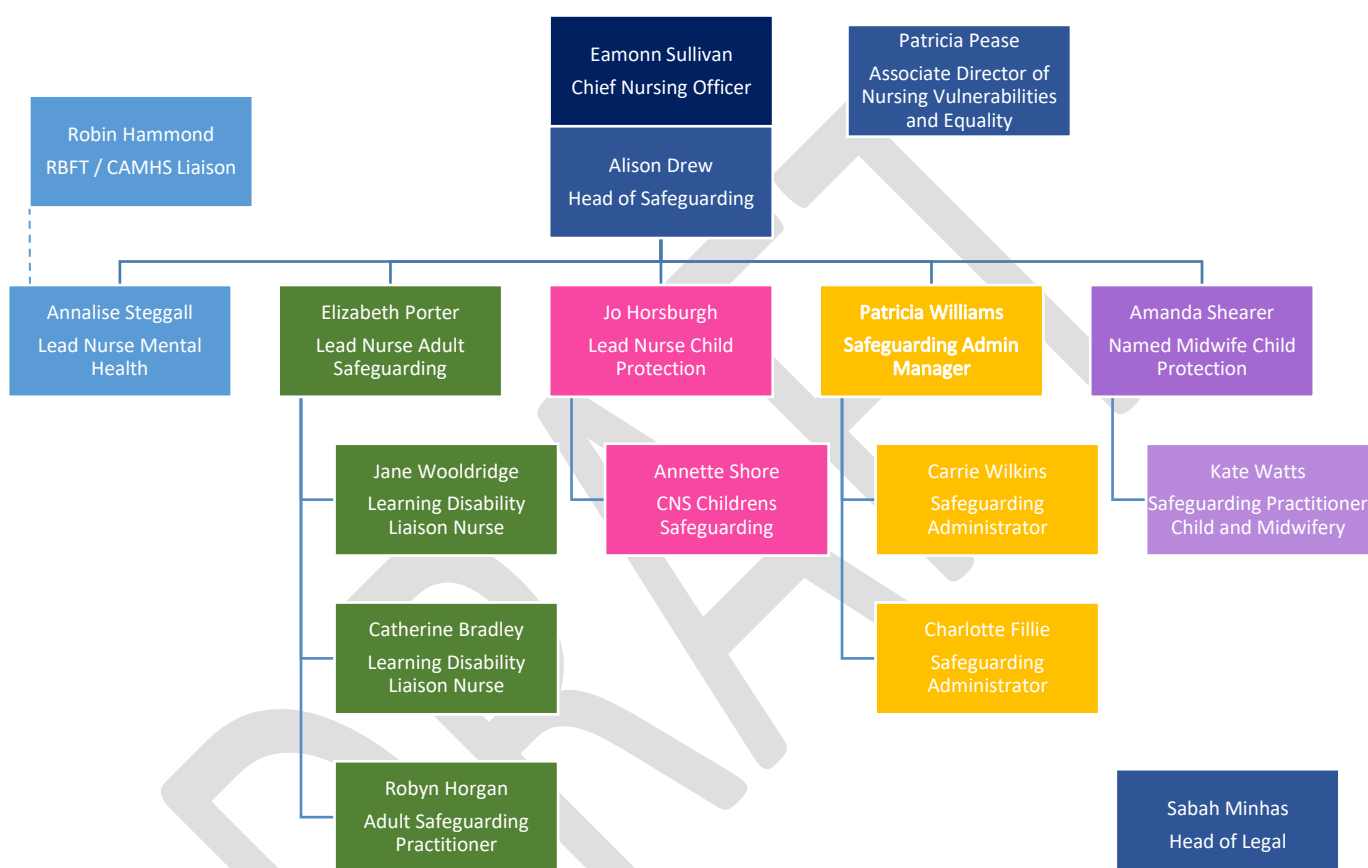 Eamonn Sullivan
Chief Nursing Officer
Patricia Pease
Associate Director of
Nursing Vulnerabilities
and Equality
Robin Hammond
RBFT / CAMHS Liaison
Alison Drew
Head of Safeguarding
Annalise Steggall
Lead Nurse Mental
Health
Elizabeth Porter
Lead Nurse Adult
Safeguarding
Jo Horsburgh
Lead Nurse Child
Protection
Patricia Williams
Safeguarding Admin
Manager
Amanda Shearer
Named Midwife Child
Protection
Jane Wooldridge
Learning Disability
Liaison Nurse
Annette Shore
CNS Childrens
Safeguarding
Carrie Wilkins
Safeguarding
Administrator
Kate Watts
Safeguarding Practitioner
Child and Midwifery
Catherine Bradley
Learning Disability
Liaison Nurse
Charlotte Fillie
Safeguarding
Administrator
Robyn Horgan
Adult Safeguarding
Practitioner
Sabah Minhas
Head of Legal
DRAFT